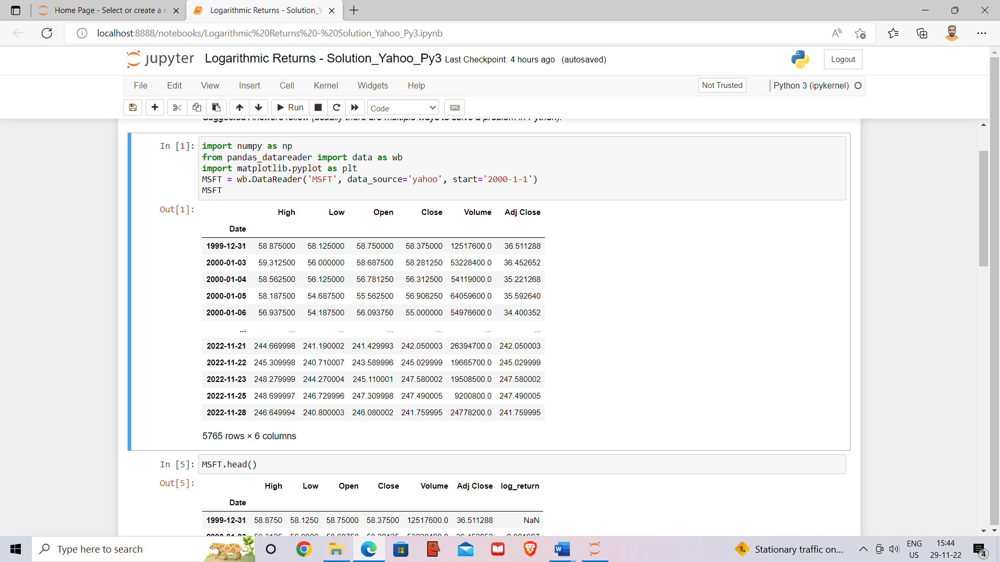 Home Page - Select or create a n
Logarithmic Returns - Solution_Y
localhost:8888/notebooks/Logarithmic%20Returns%20-%20Solution_Yahoo_Py3.ipynb
jupyter Logarithmic Returns - Solution_Yahoo_Py3 Last Checkpoint: 4 hours ago (autosaved) Logout
File Edit View Insert Cell Kernel Widgets Help Not Trusted Python 3 (ipykernel)
Run Code
Suggested Answers follow (usually there are multiple ways to solve a problem in Python).
In [1]: import numpy as np
from pandas_datareader import data as wb
import matplotlib.pyplot as plt
MSFT = wb.DataReader('MSFT', data_source='yahoo', start='2000-1-1')
MSFT
Out[1]:
High Low Open Close Volume Adj Close
Date
1999-12-31 58.875000 58.125000 58.750000 58.375000 12517600.0 36.511288
2000-01-03 59.312500 56.000000 58.687500 58.281250 53228400.0 36.452652
2000-01-04 58.562500 56.125000 56.781250 56.312500 54119000.0 35.221268
2000-01-05 58.187500 54.687500 55.562500 56.906250 64059600.0 35.592640
2000-01-06 56.937500 54.187500 56.093750 55.000000 54976600.0 34.400352
... ... ... ... ... ... ...
2022-11-21 244.669998 241.190002 241.429993 242.050003 26394700.0 242.050003
2022-11-22 245.309998 240.710007 243.589996 245.029999 19665700.0 245.029999
2022-11-23 248.279999 244.270004 245.110001 247.580002 19508500.0 247.580002
2022-11-25 248.699997 246.729996 247.309998 247.490005 9200800.0 247.490005
2022-11-28 246.649994 240.800003 246.080002 241.759995 24778200.0 241.759995
5765 rows × 6 columns
In [5]: MSFT.head()
Out[5]:
High Low Open Close Volume Adj Close log_return
Date
1999-12-31 58.8750 58.1250 58.75000 58.37500 12517600.0 36.511288 NaN
Type here to search
Stationary traffic on...
ENG
US
15:44
29-11-22
4